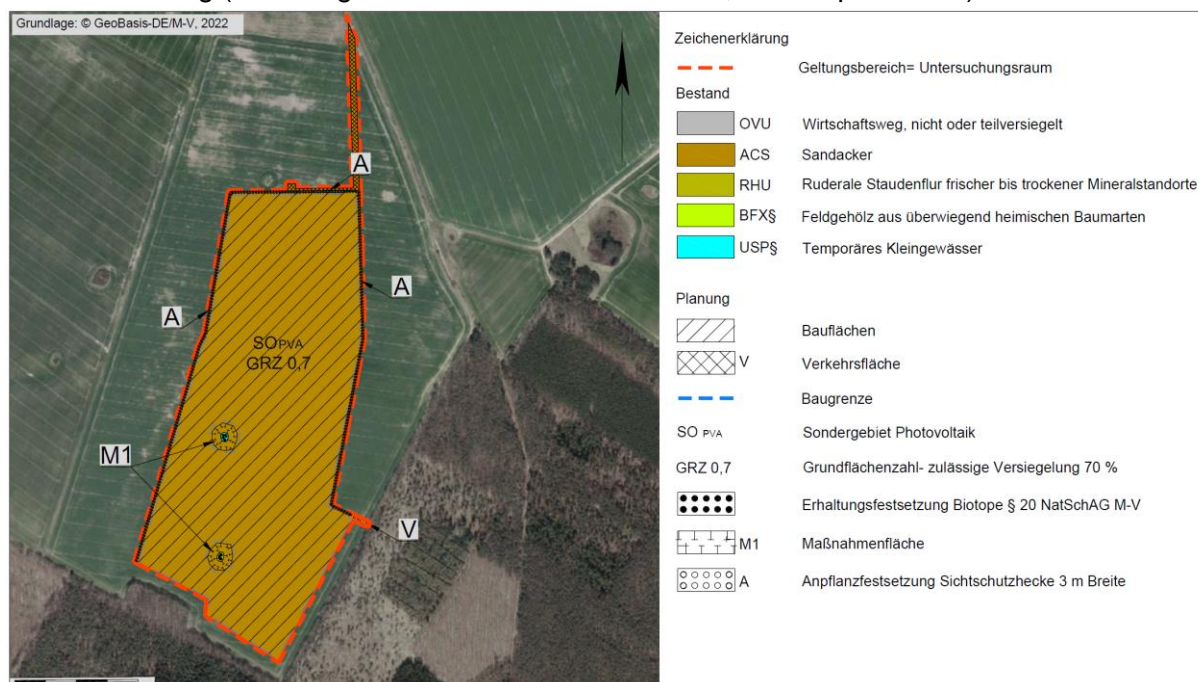 Grundlage: © GeoBasis-DE/M-V, 2022
A
A
A
SO PVA
GRZ 0,7
M1
V
Zeichenerklärung
Geltungsbereich= Untersuchungsraum
Bestand
OVU Wirtschaftsweg, nicht oder teilversiegelt
ACS Sandacker
RHU Ruderale Staudenflur frischer bis trockener Mineralstandorte
BFX§ Feldgehölz aus überwiegend heimischen Baumarten
USP§ Temporäres Kleingewässer
Planung
Bauflächen
V Verkehrsfläche
Baugrenze
SO PVA Sondergebiet Photovoltaik
GRZ 0,7 Grundflächenzahl- zulässige Versiegelung 70 %
Erhaltungsfestsetzung Biotope § 20 NatSchAG M-V
M1 Maßnahmenfläche
A Anpflanzfestsetzung Sichtschutzhecke 3 m Breite